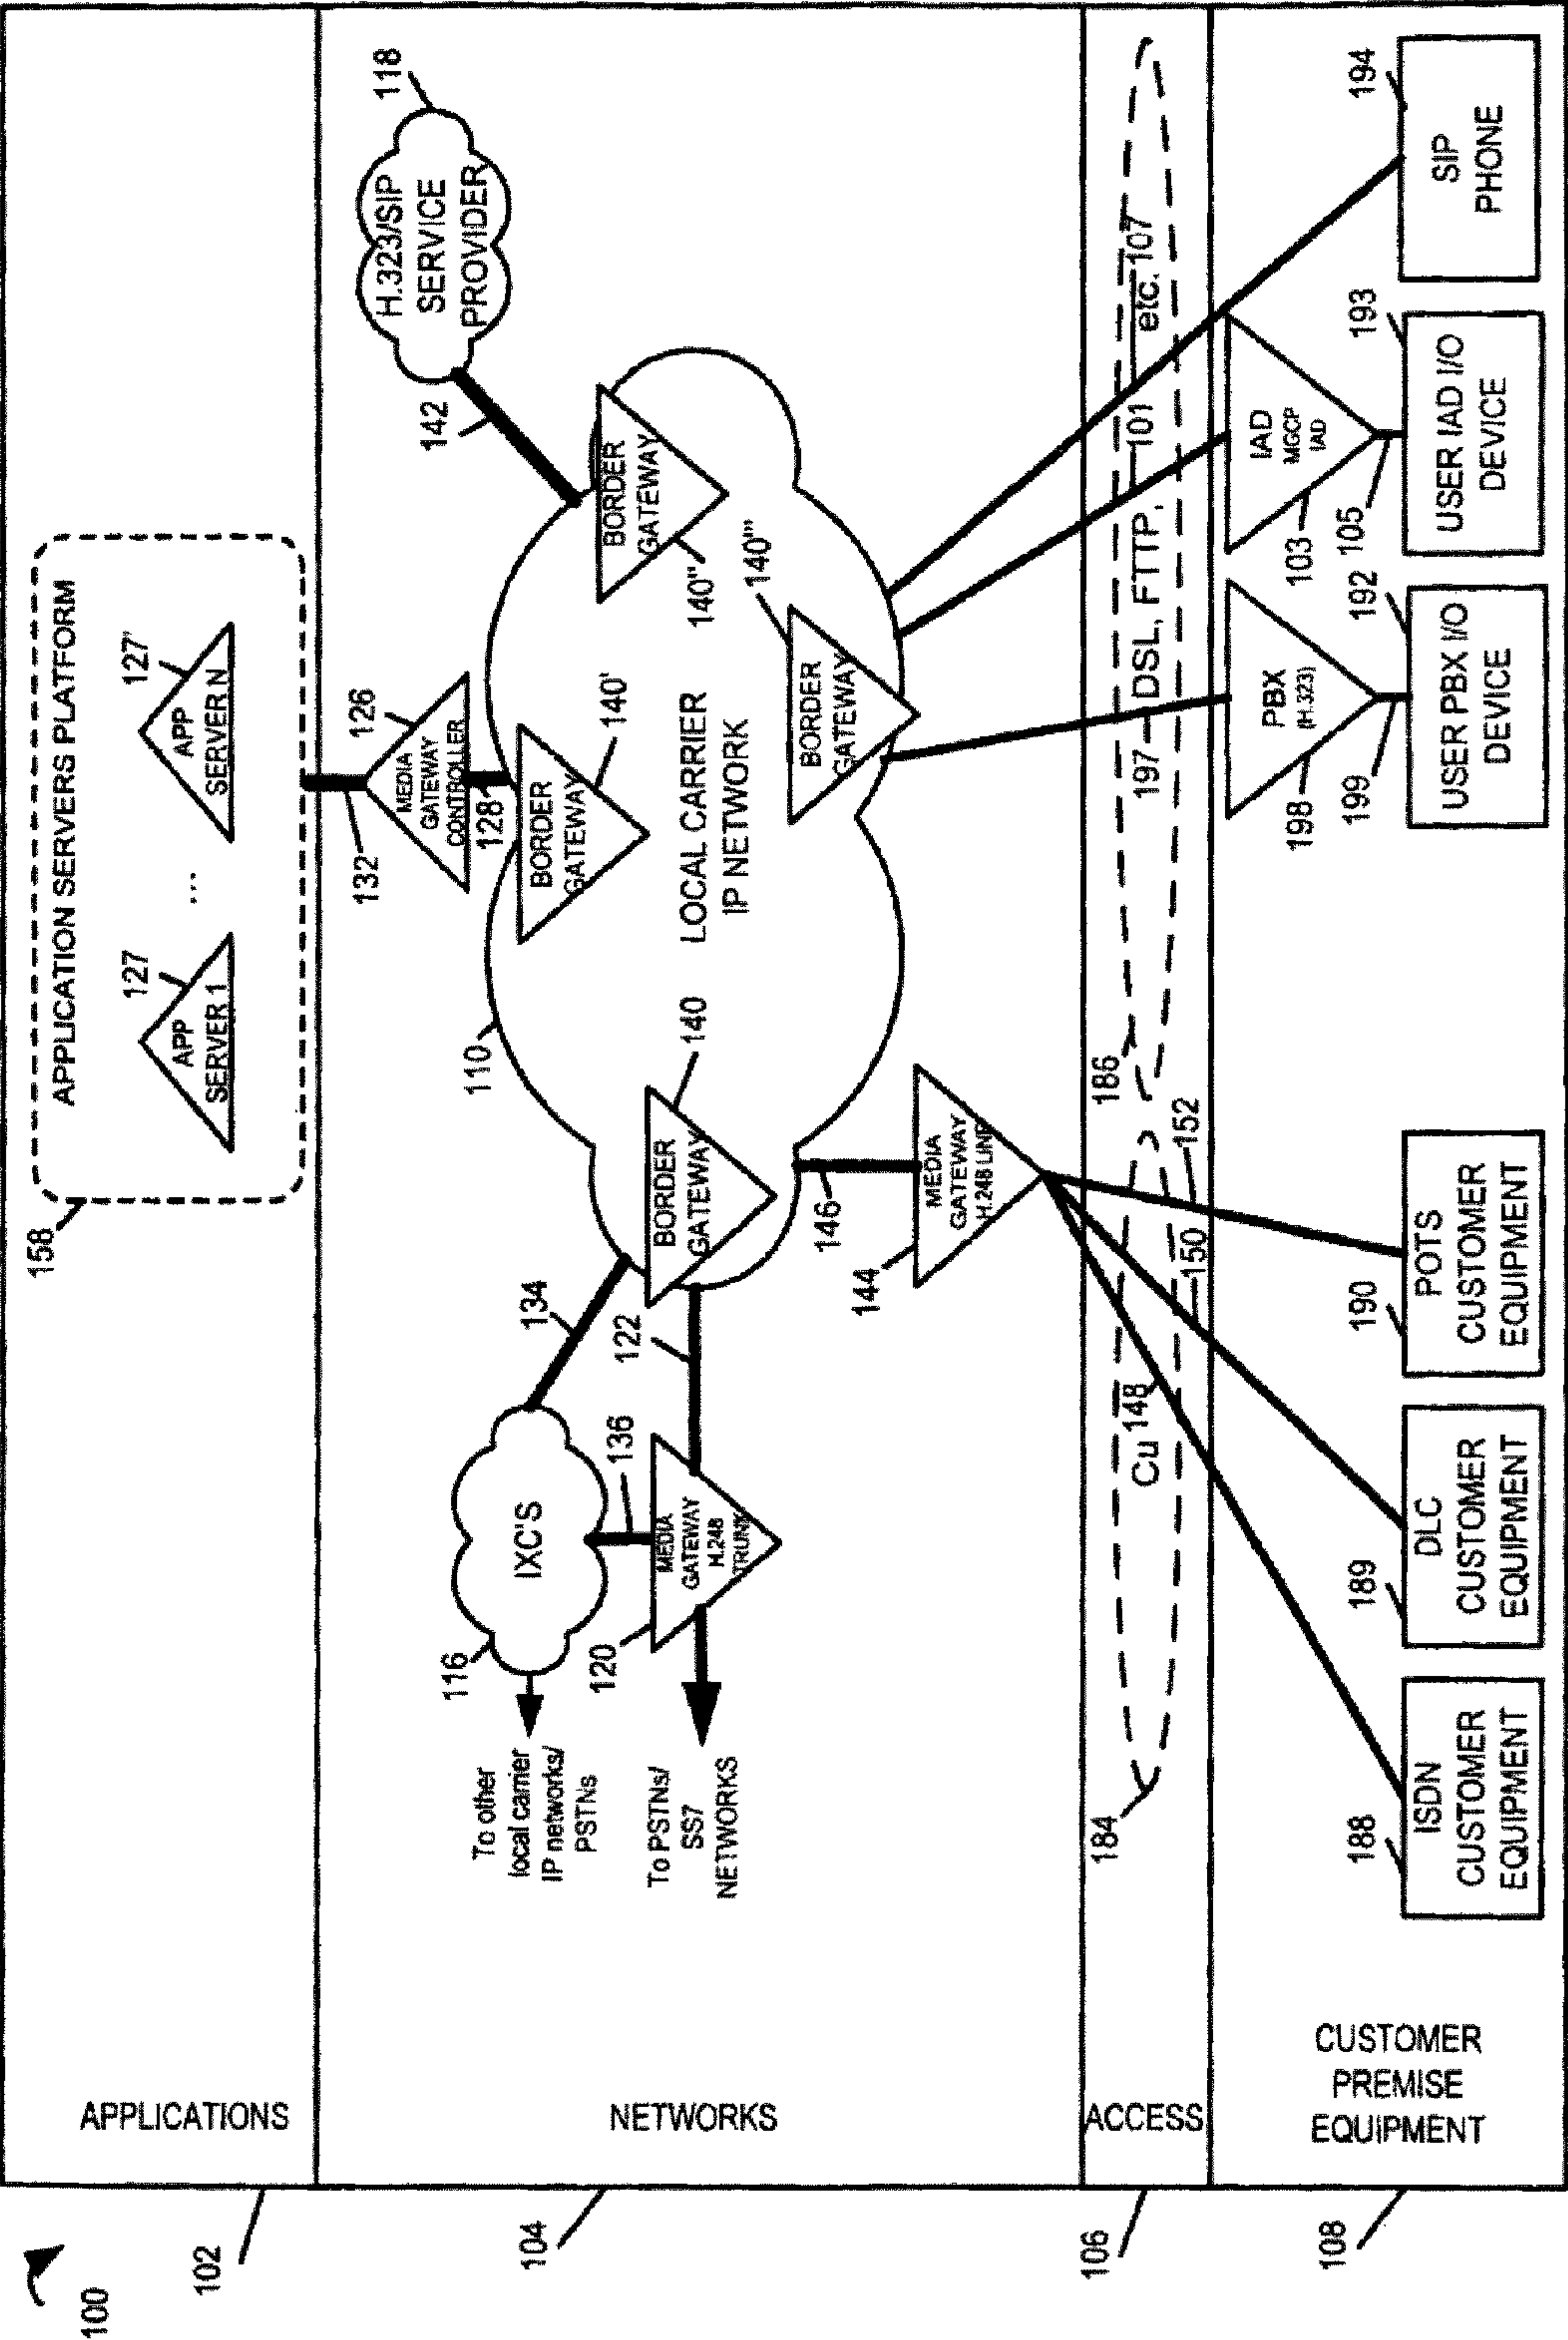 100
102
104
106
108
APPLICATIONS
NETWORKS
ACCESS
CUSTOMER
PREMISE
EQUIPMENT
158
APPLICATION SERVERS PLATFORM
127
APP
SERVER 1
...
127'
APP
SERVER N
132
126
MEDIA
GATEWAY
CONTROLLER
128
118
H.323/SIP
SERVICE
PROVIDER
142
116
IXC'S
134
136
To other
local carrier
IP networks/
PSTNs
120
MEDIA
GATEWAY
H.248
TRUNK
122
To PSTNs/
SS7
NETWORKS
110
LOCAL CARRIER
IP NETWORK
BORDER
GATEWAY
140
BORDER
GATEWAY
140'
BORDER
GATEWAY
140"
BORDER
GATEWAY
140"'
146
144
MEDIA
GATEWAY
H.248 LINE
184
Cu
148
150
152
186
197
DSL, FTTP,
101
etc.
107
198
PBX
(H.323)
199
103
IAD
MGCP
IAD
105
188
ISDN
CUSTOMER
EQUIPMENT
189
DLC
CUSTOMER
EQUIPMENT
190
POTS
CUSTOMER
EQUIPMENT
192
USER PBX I/O
DEVICE
193
USER IAD I/O
DEVICE
194
SIP
PHONE